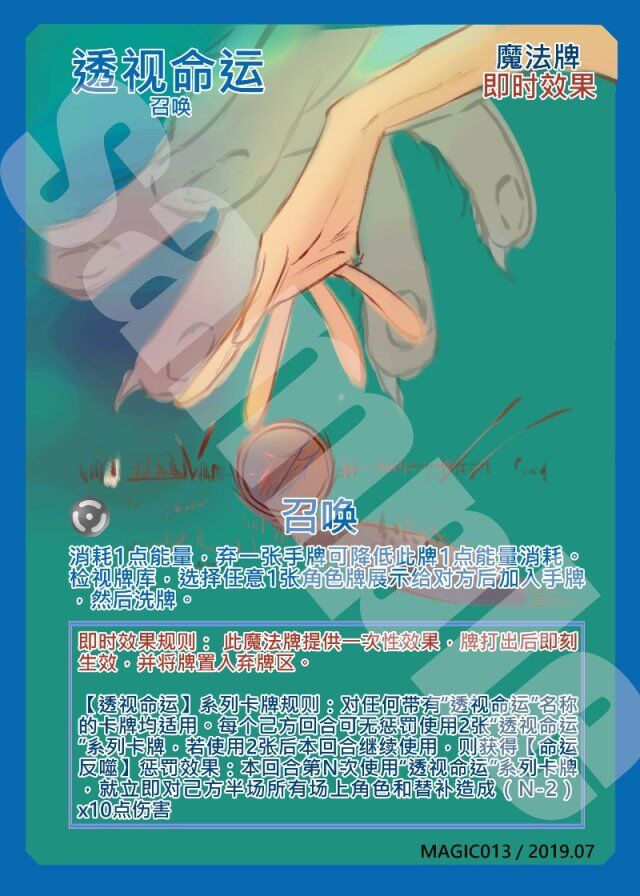 透视命运
召唤
魔法牌
即时效果
Sample
召唤
消耗1点能量，弃一张手牌可降低此牌1点能量消耗。
检视牌库，选择任意1张角色牌展示给对方后加入手牌
，然后洗牌。
即时效果规则： 此魔法牌提供一次性效果，牌打出后即刻
生效，并将牌置入弃牌区。
【透视命运】系列卡牌规则：对任何带有“透视命运”名称
的卡牌均适用。每个己方回合可无惩罚使用2张“透视命运
”系列卡牌，若使用2张后本回合继续使用，则获得【命运
反噬】惩罚效果：本回合第N次使用“透视命运”系列卡牌
，就立即对己方半场所有场上角色和替补造成（N-2）
x10点伤害
MAGIC013 / 2019.07